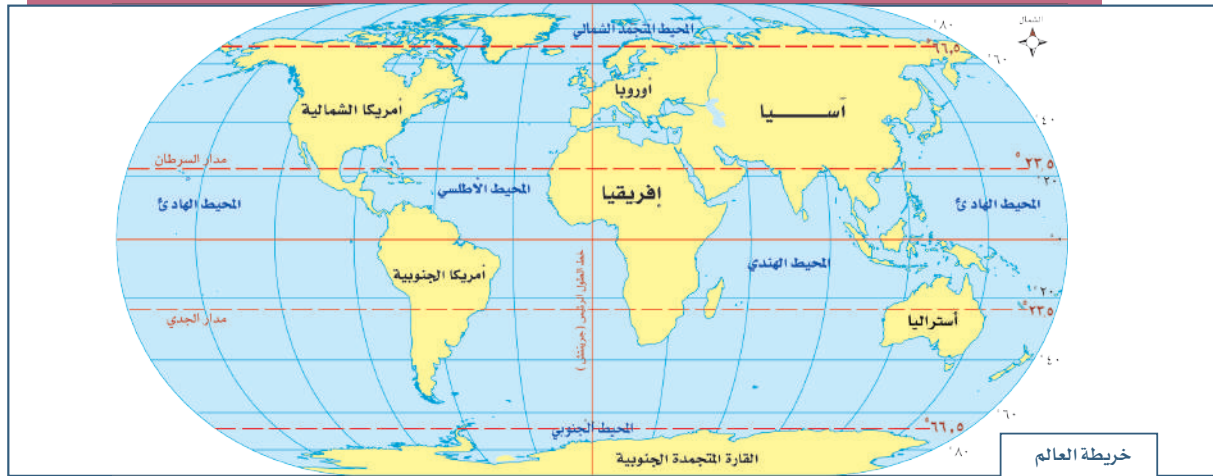 الشمال
°٨٠
المحيط المتجمد الشمالي
°٦٦,٥
°٦٠
أوروبا
آســـــيا
أمريكا الشمالية
°٤٠
مدار السرطان
°٢٣,٥
°٢٠
المحيط الأطلسي
إفريقيا
المحيط الهادئ
المحيط الهادئ
°٠
خط الطول الرئيس (جرينتش)
المحيط الهندي
أمريكا الجنوبية
°٢٠
°٢٣,٥
مدار الجدي
أستراليا
°٤٠
°٦٠
المحيط الجنوبي
°٦٦,٥
°٨٠
القارة المتجمدة الجنوبية
خريطة العالم